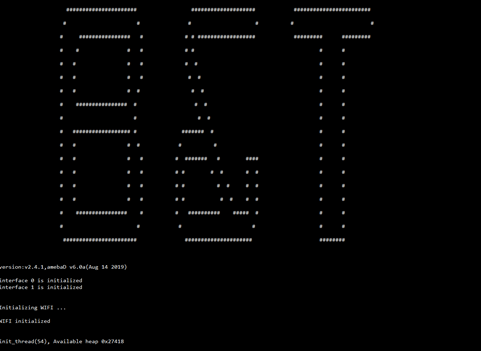 B&T
version:v2.4.1,amebaD v6.0a(Aug 14 2019)
interface 0 is initialized
interface 1 is initialized
Initializing WIFI ...
WIFI initialized
init_thread(54), Available heap 0x27418